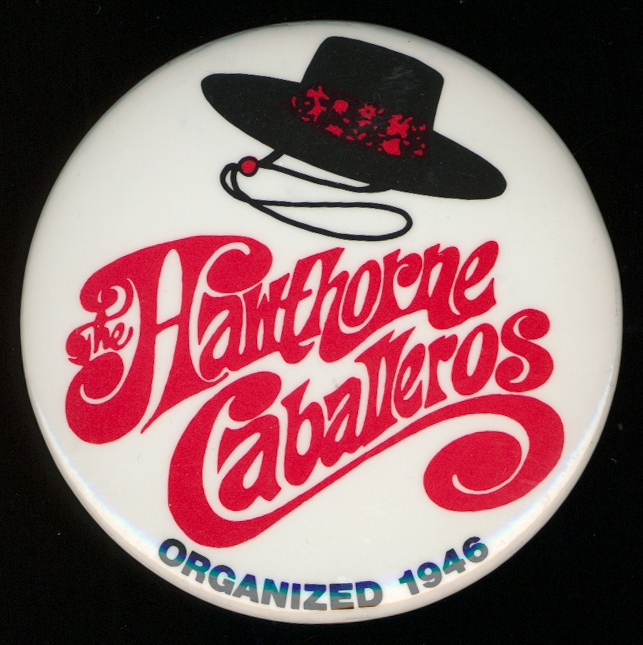 the Hawthorne
Caballeros
ORGANIZED 1946